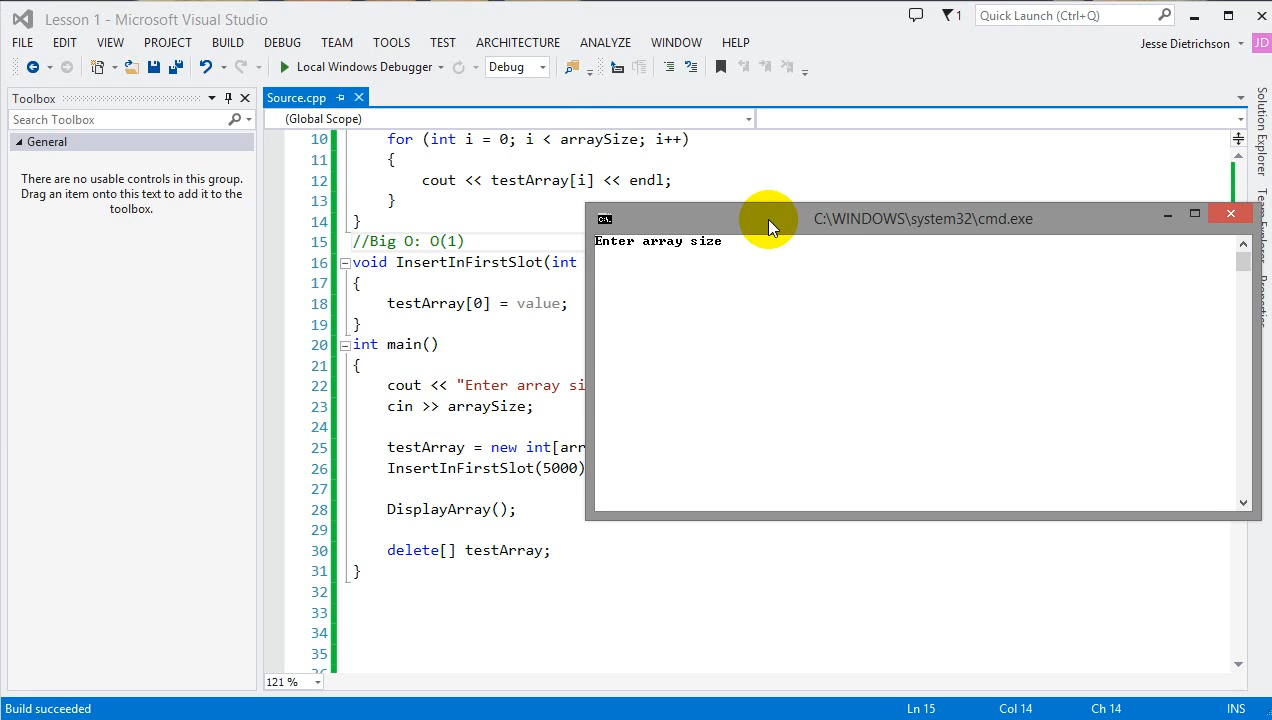 Lesson 1 - Microsoft Visual Studio
1
Quick Launch (Ctrl+Q)
FILE EDIT VIEW PROJECT BUILD DEBUG TEAM TOOLS TEST ARCHITECTURE ANALYZE WINDOW HELP
Jesse Dietrichson
JD
Local Windows Debugger
Debug
Toolbox
Source.cpp
Search Toolbox
(Global Scope)
General
There are no usable controls in this group.
Drag an item onto this text to add it to the
toolbox.
10 for (int i = 0; i < arraySize; i++)
11 {
12 cout << testArray[i] << endl;
13 }
14 }
15 //Big O: O(1)
16 void InsertInFirstSlot(int
17 {
18 testArray[0] = value;
19 }
20 int main()
21 {
22 cout << "Enter array si
23 cin >> arraySize;
24
25 testArray = new int[arr
26 InsertInFirstSlot(5000)
27
28 DisplayArray();
29
30 delete[] testArray;
31 }
32
33
34
35
C:\WINDOWS\system32\cmd.exe
Enter array size
Solution Explorer
Team Explorer
Properties
121 %
Build succeeded
Ln 15
Col 14
Ch 14
INS